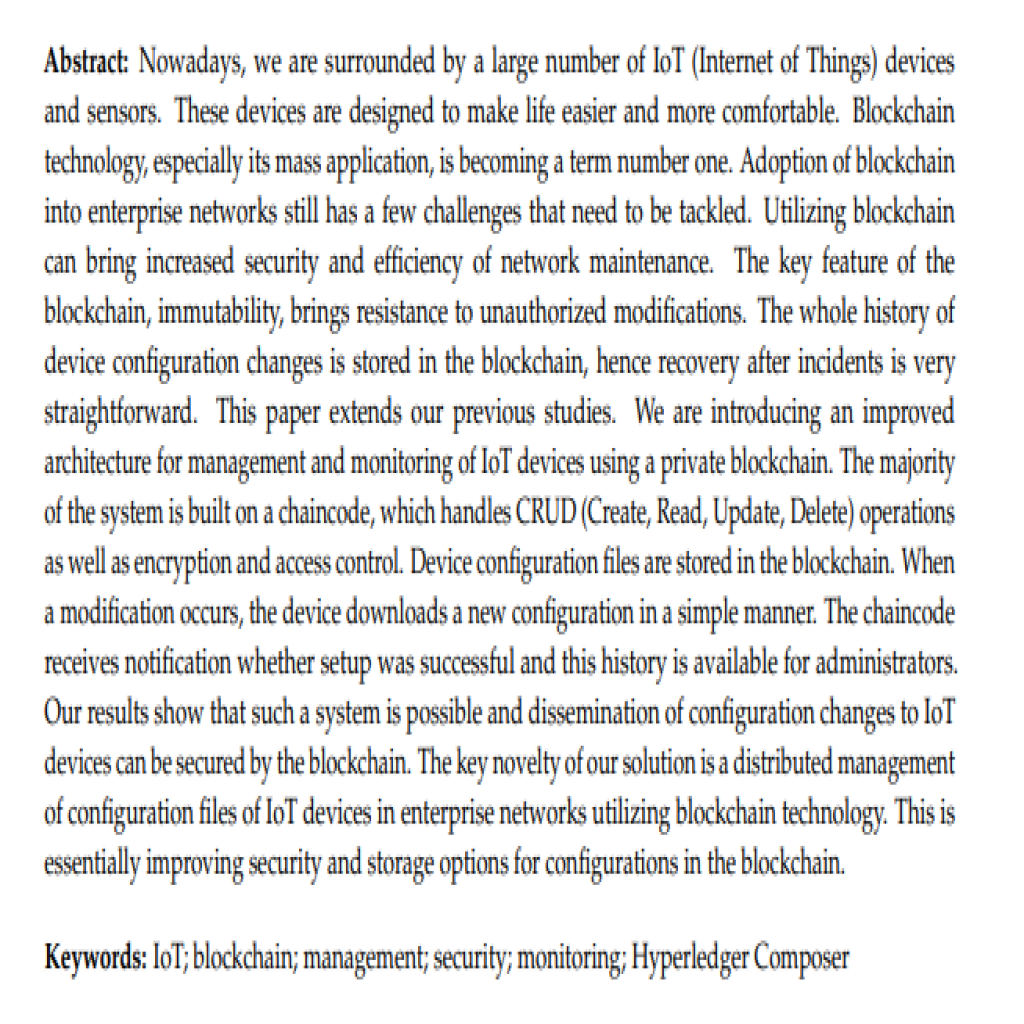 Abstract: Nowadays, we are surrounded by a large number of IoT (Internet of Things) devices
and sensors. These devices are designed to make life easier and more comfortable. Blockchain
technology, especially its mass application, is becoming a term number one. Adoption of blockchain
into enterprise networks still has a few challenges that need to be tackled. Utilizing blockchain
can bring increased security and efficiency of network maintenance. The key feature of the
blockchain, immutability, brings resistance to unauthorized modifications. The whole history of
device configuration changes is stored in the blockchain, hence recovery after incidents is very
straightforward. This paper extends our previous studies. We are introducing an improved
architecture for management and monitoring of IoT devices using a private blockchain. The majority
of the system is built on a chaincode, which handles CRUD (Create, Read, Update, Delete) operations
as well as encryption and access control. Device configuration files are stored in the blockchain. When
a modification occurs, the device downloads a new configuration in a simple manner. The chaincode
receives notification whether setup was successful and this history is available for administrators.
Our results show that such a system is possible and dissemination of configuration changes to IoT
devices can be secured by the blockchain. The key novelty of our solution is a distributed management
of configuration files of IoT devices in enterprise networks utilizing blockchain technology. This is
essentially improving security and storage options for configurations in the blockchain.
Keywords: IoT; blockchain; management; security; monitoring; Hyperledger Composer